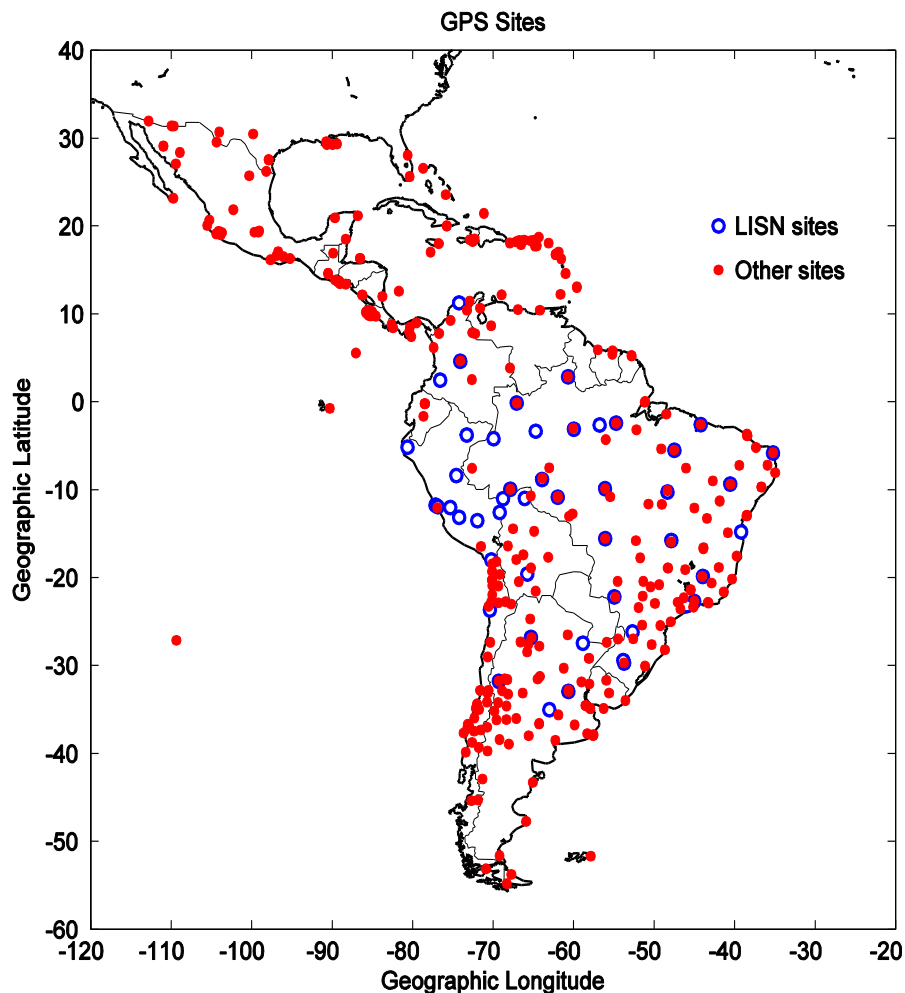 GPS Sites
40
30
20
10
0
-10
-20
-30
-40
-50
-60
Geographic Latitude
LISN sites
Other sites
-120 -110 -100 -90 -80 -70 -60 -50 -40 -30 -20
Geographic Longitude